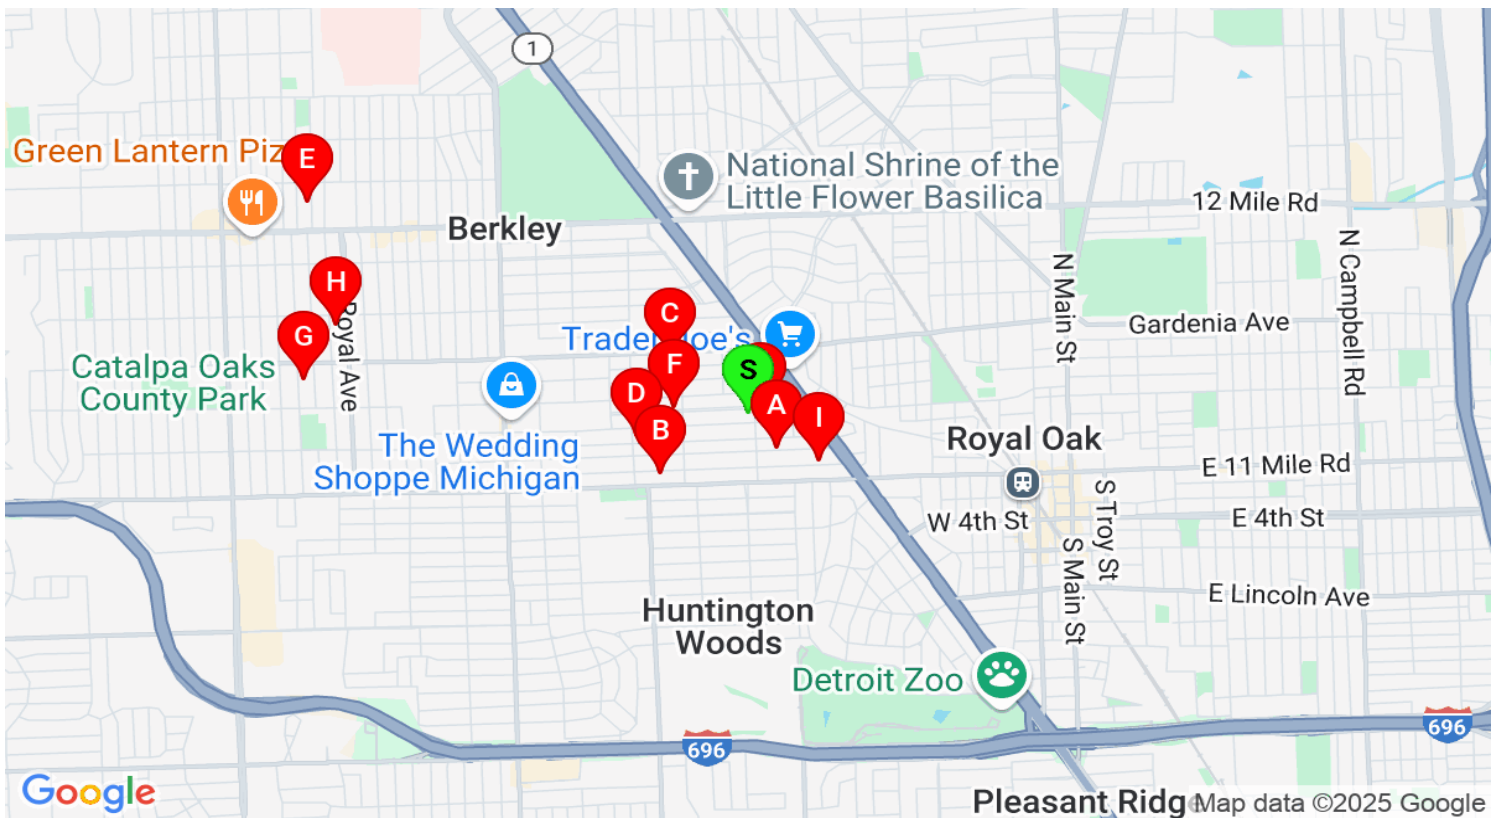 1
Green Lantern Piz
E
National Shrine of the
Little Flower Basilica
12 Mile Rd
Berkley
N Campbell Rd
N Main St
H
C
Gardenia Ave
Royal Ave
G
Trader Joe's
F
S
Catalpa Oaks
County Park
D
A
I
B
The Wedding
Shoppe Michigan
Royal Oak
E 11 Mile Rd
S Troy St
W 4th St
E 4th St
S Main St
E Lincoln Ave
Huntington
Woods
Detroit Zoo
696
696
Google
Pleasant Ridge
Map data ©2025 Google